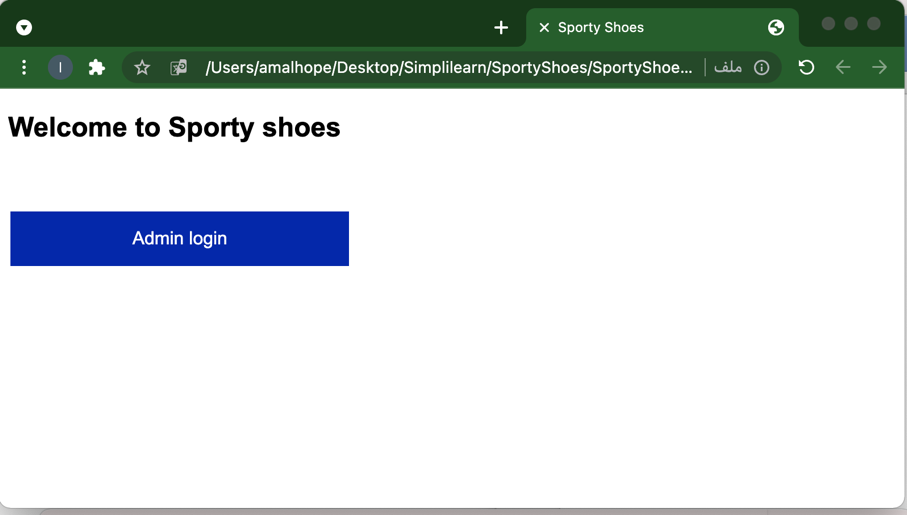 Sporty Shoes
I
/Users/amalhope/Desktop/Simplilearn/SportyShoes/SportyShoe... ملف
Welcome to Sporty shoes
Admin login